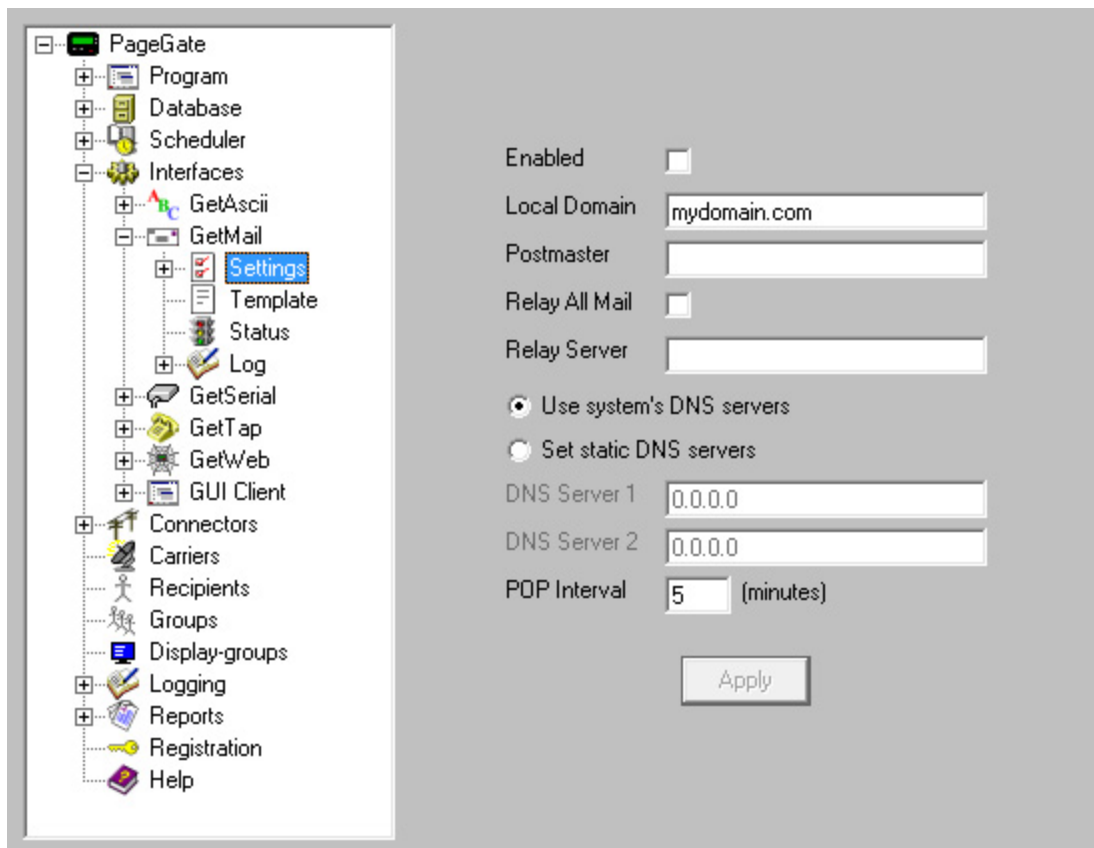 PageGate
Program
Database
Scheduler
Interfaces
ABC GetAscii
GetMail
Settings
Template
Status
Log
GetSerial
GetTap
GetWeb
GUI Client
Connectors
Carriers
Recipients
Groups
Display-groups
Logging
Reports
Registration
Help
Enabled
Local Domain mydomain.com
Postmaster
Relay All Mail
Relay Server
Use system's DNS servers
Set static DNS servers
DNS Server 1 0.0.0.0
DNS Server 2 0.0.0.0
POP Interval 5 (minutes)
Apply